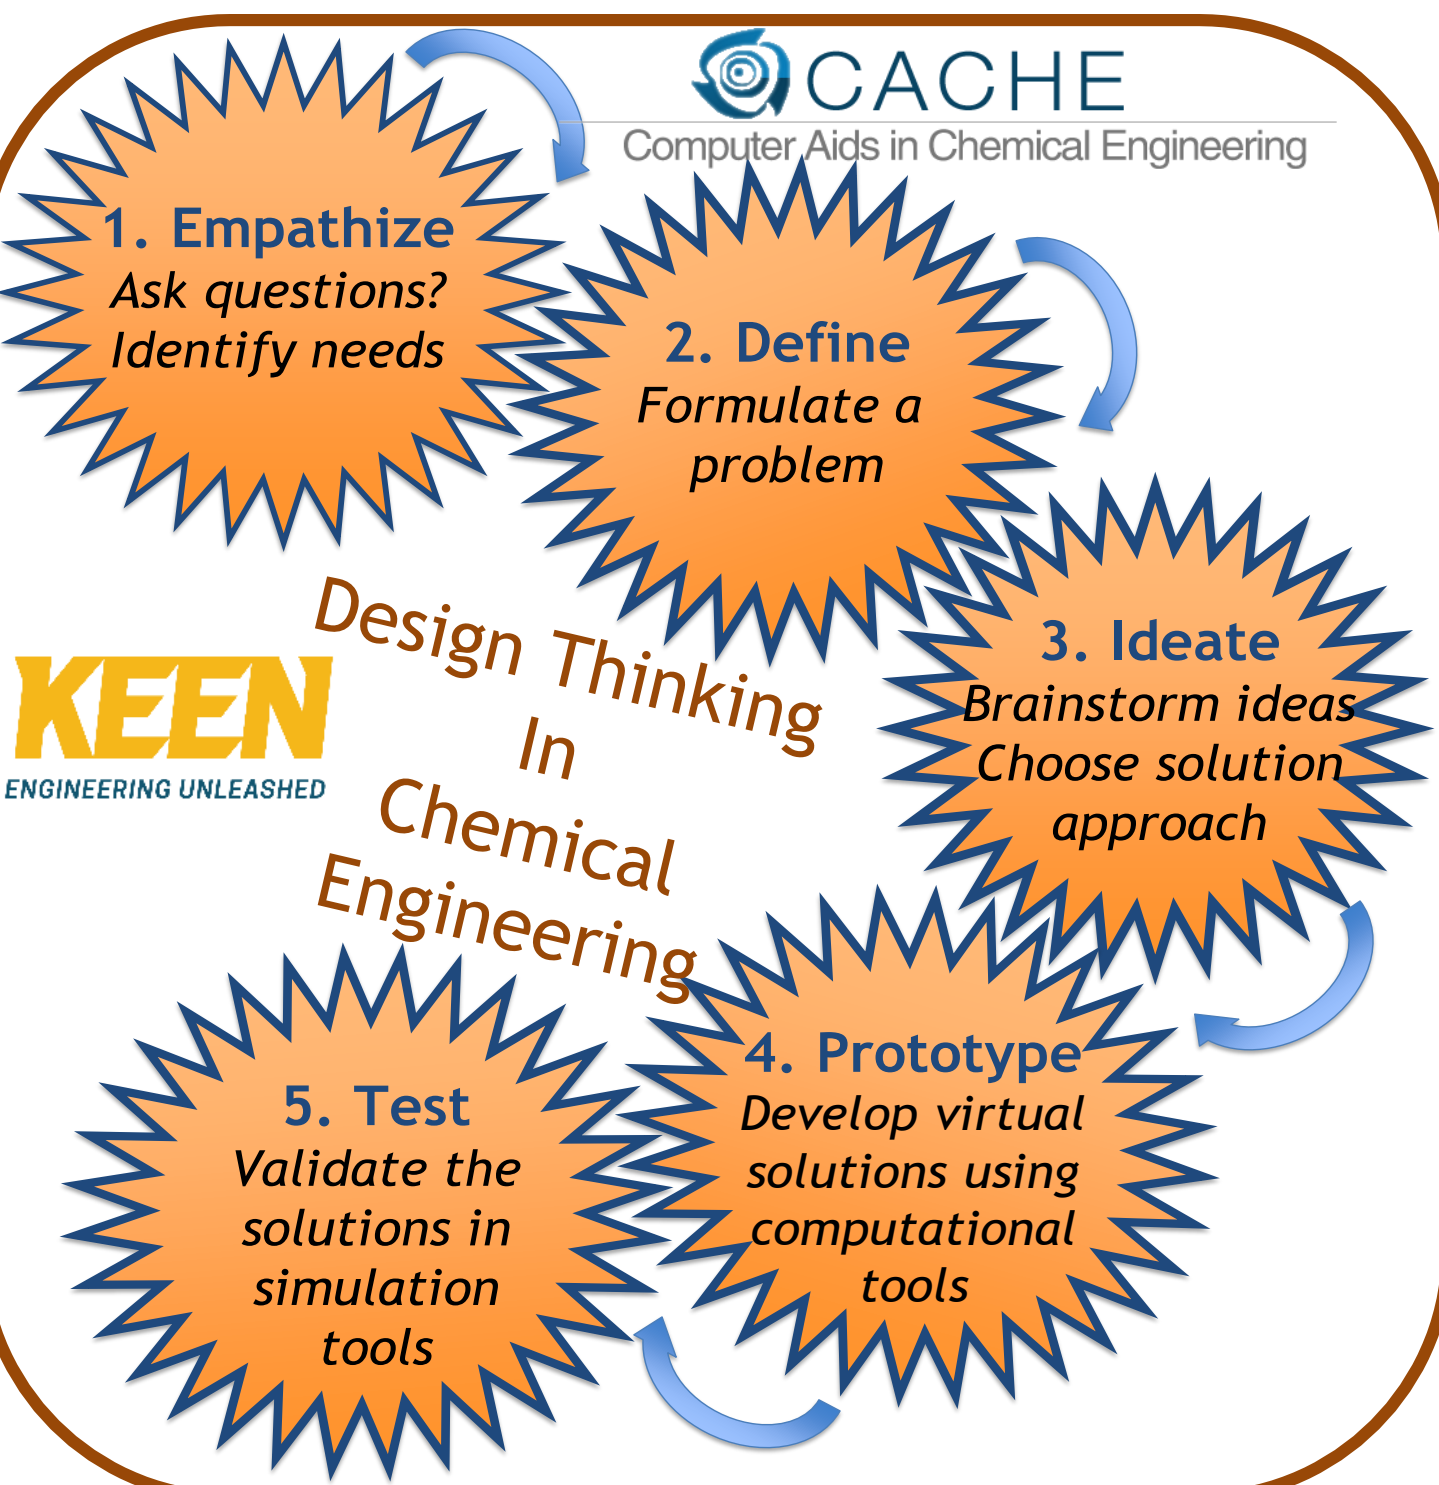 CACHE
Computer Aids in Chemical Engineering
1. Empathize
Ask questions?
Identify needs
2. Define
Formulate a
problem
3. Ideate
Brainstorm ideas
Choose solution
approach
4. Prototype
Develop virtual
solutions using
computational
tools
5. Test
Validate the
solutions in
simulation
tools
Design Thinking
In
Chemical
Engineering
KEEN
ENGINEERING UNLEASHED